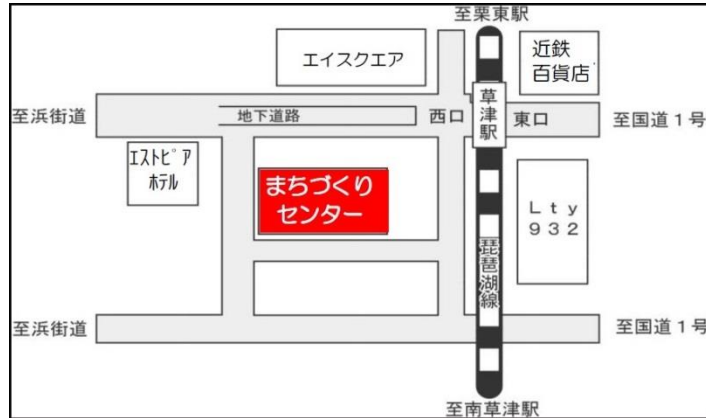 至栗東駅
エイスクエア
近鉄
百貨店
至浜街道
地下道路
西口
草津駅
東口
至国道1号
ｴｽﾄﾋﾟｱ
ﾎﾃﾙ
まちづくり
センター
Ｌｔｙ
９３２
琵琶湖線
至浜街道
至国道1号
至南草津駅